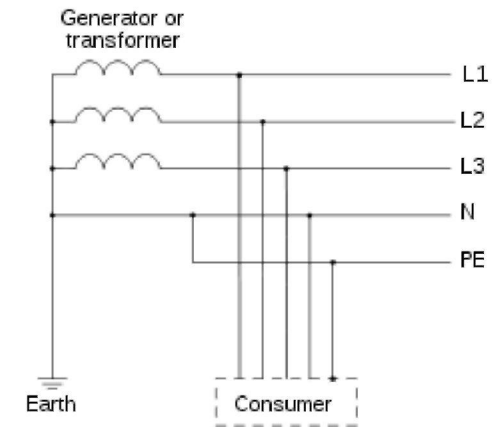 Generator or
transformer
L1
L2
L3
N
PE
Earth
Consumer